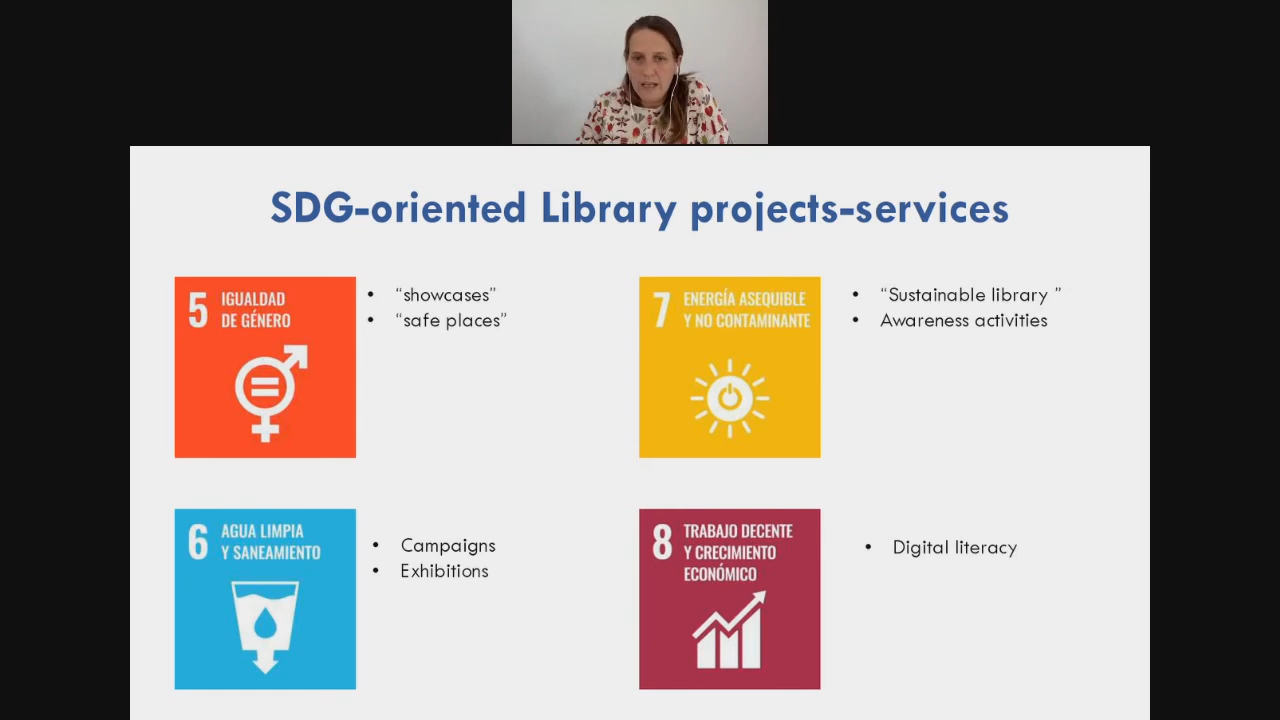 SDG-oriented Library projects-services
5 IGUALDAD
DE GÉNERO
• “showcases”
• “safe places”
7 ENERGÍA ASEQUIBLE
Y NO CONTAMINANTE
• “Sustainable library ”
• Awareness activities
6 AGUA LIMPIA
Y SANEAMIENTO
• Campaigns
• Exhibitions
8 TRABAJO DECENTE
Y CRECIMIENTO
ECONÓMICO
• Digital literacy